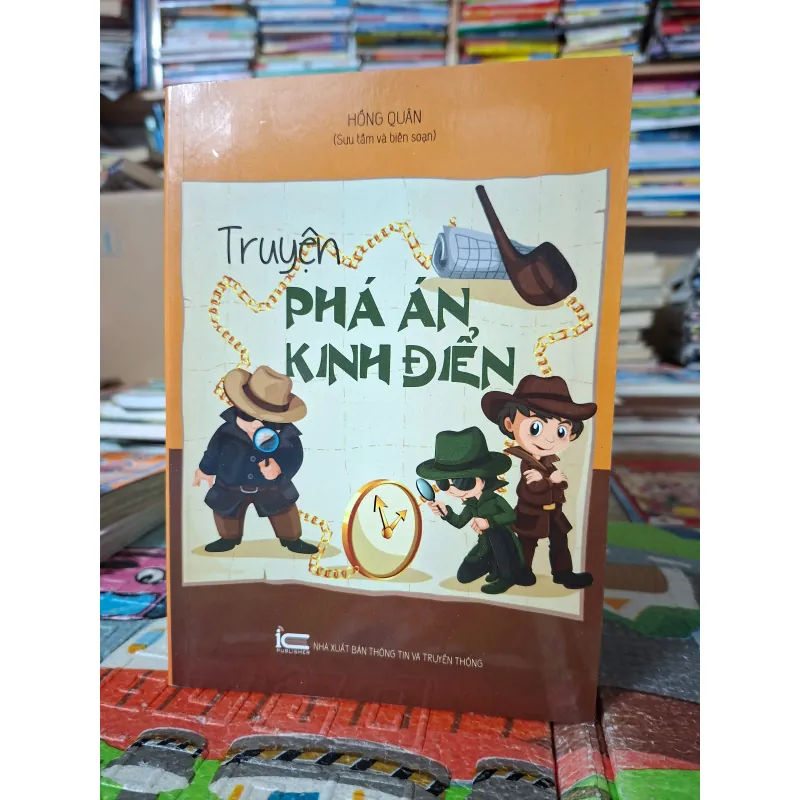 HỒNG QUÂN
(Sưu tầm và biên soạn)
Truyện
PHÁ ÁN
KINH ĐIỂN
iC
PUBLISHER
NHÀ XUẤT BẢN THÔNG TIN VÀ TRUYỀN THÔNG